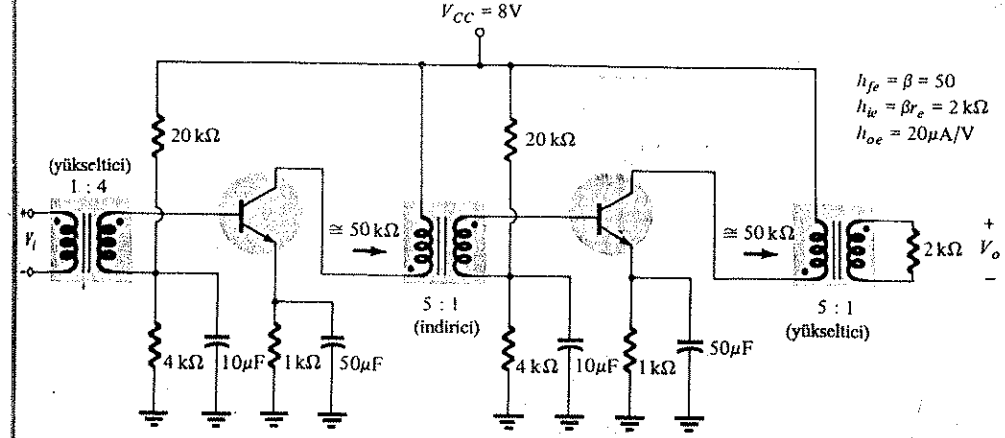 V_CC = 8V
h_fe = β = 50
h_ie = βr_e = 2 kΩ
h_oe = 20μA/V
20 kΩ
20 kΩ
(yükseltici)
1 : 4
V_i
≅ 50 kΩ
≅ 50 kΩ
2 kΩ
+
V_o
−
5 : 1
(indirici)
5 : 1
(yükseltici)
4 kΩ
10μF
1 kΩ
50μF
4 kΩ
10μF
1 kΩ
50μF